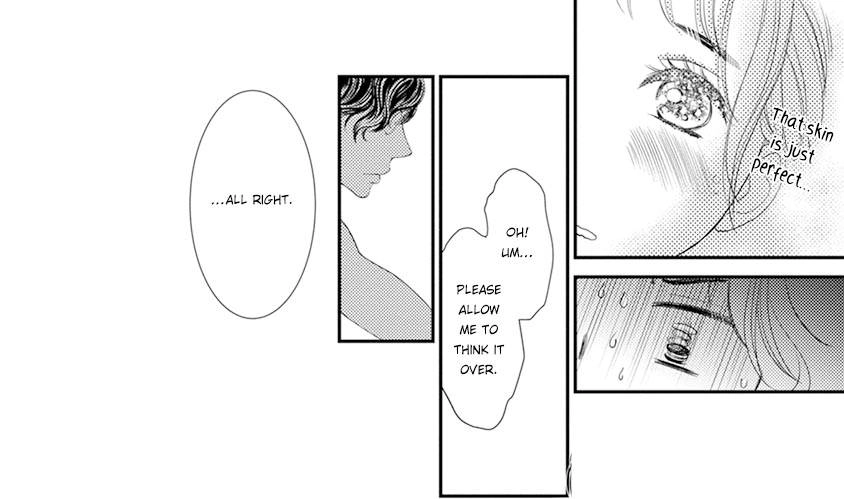 That skin
is just
perfect...
OH!
UM...
PLEASE
ALLOW
ME TO
THINK IT
OVER.
...ALL RIGHT.